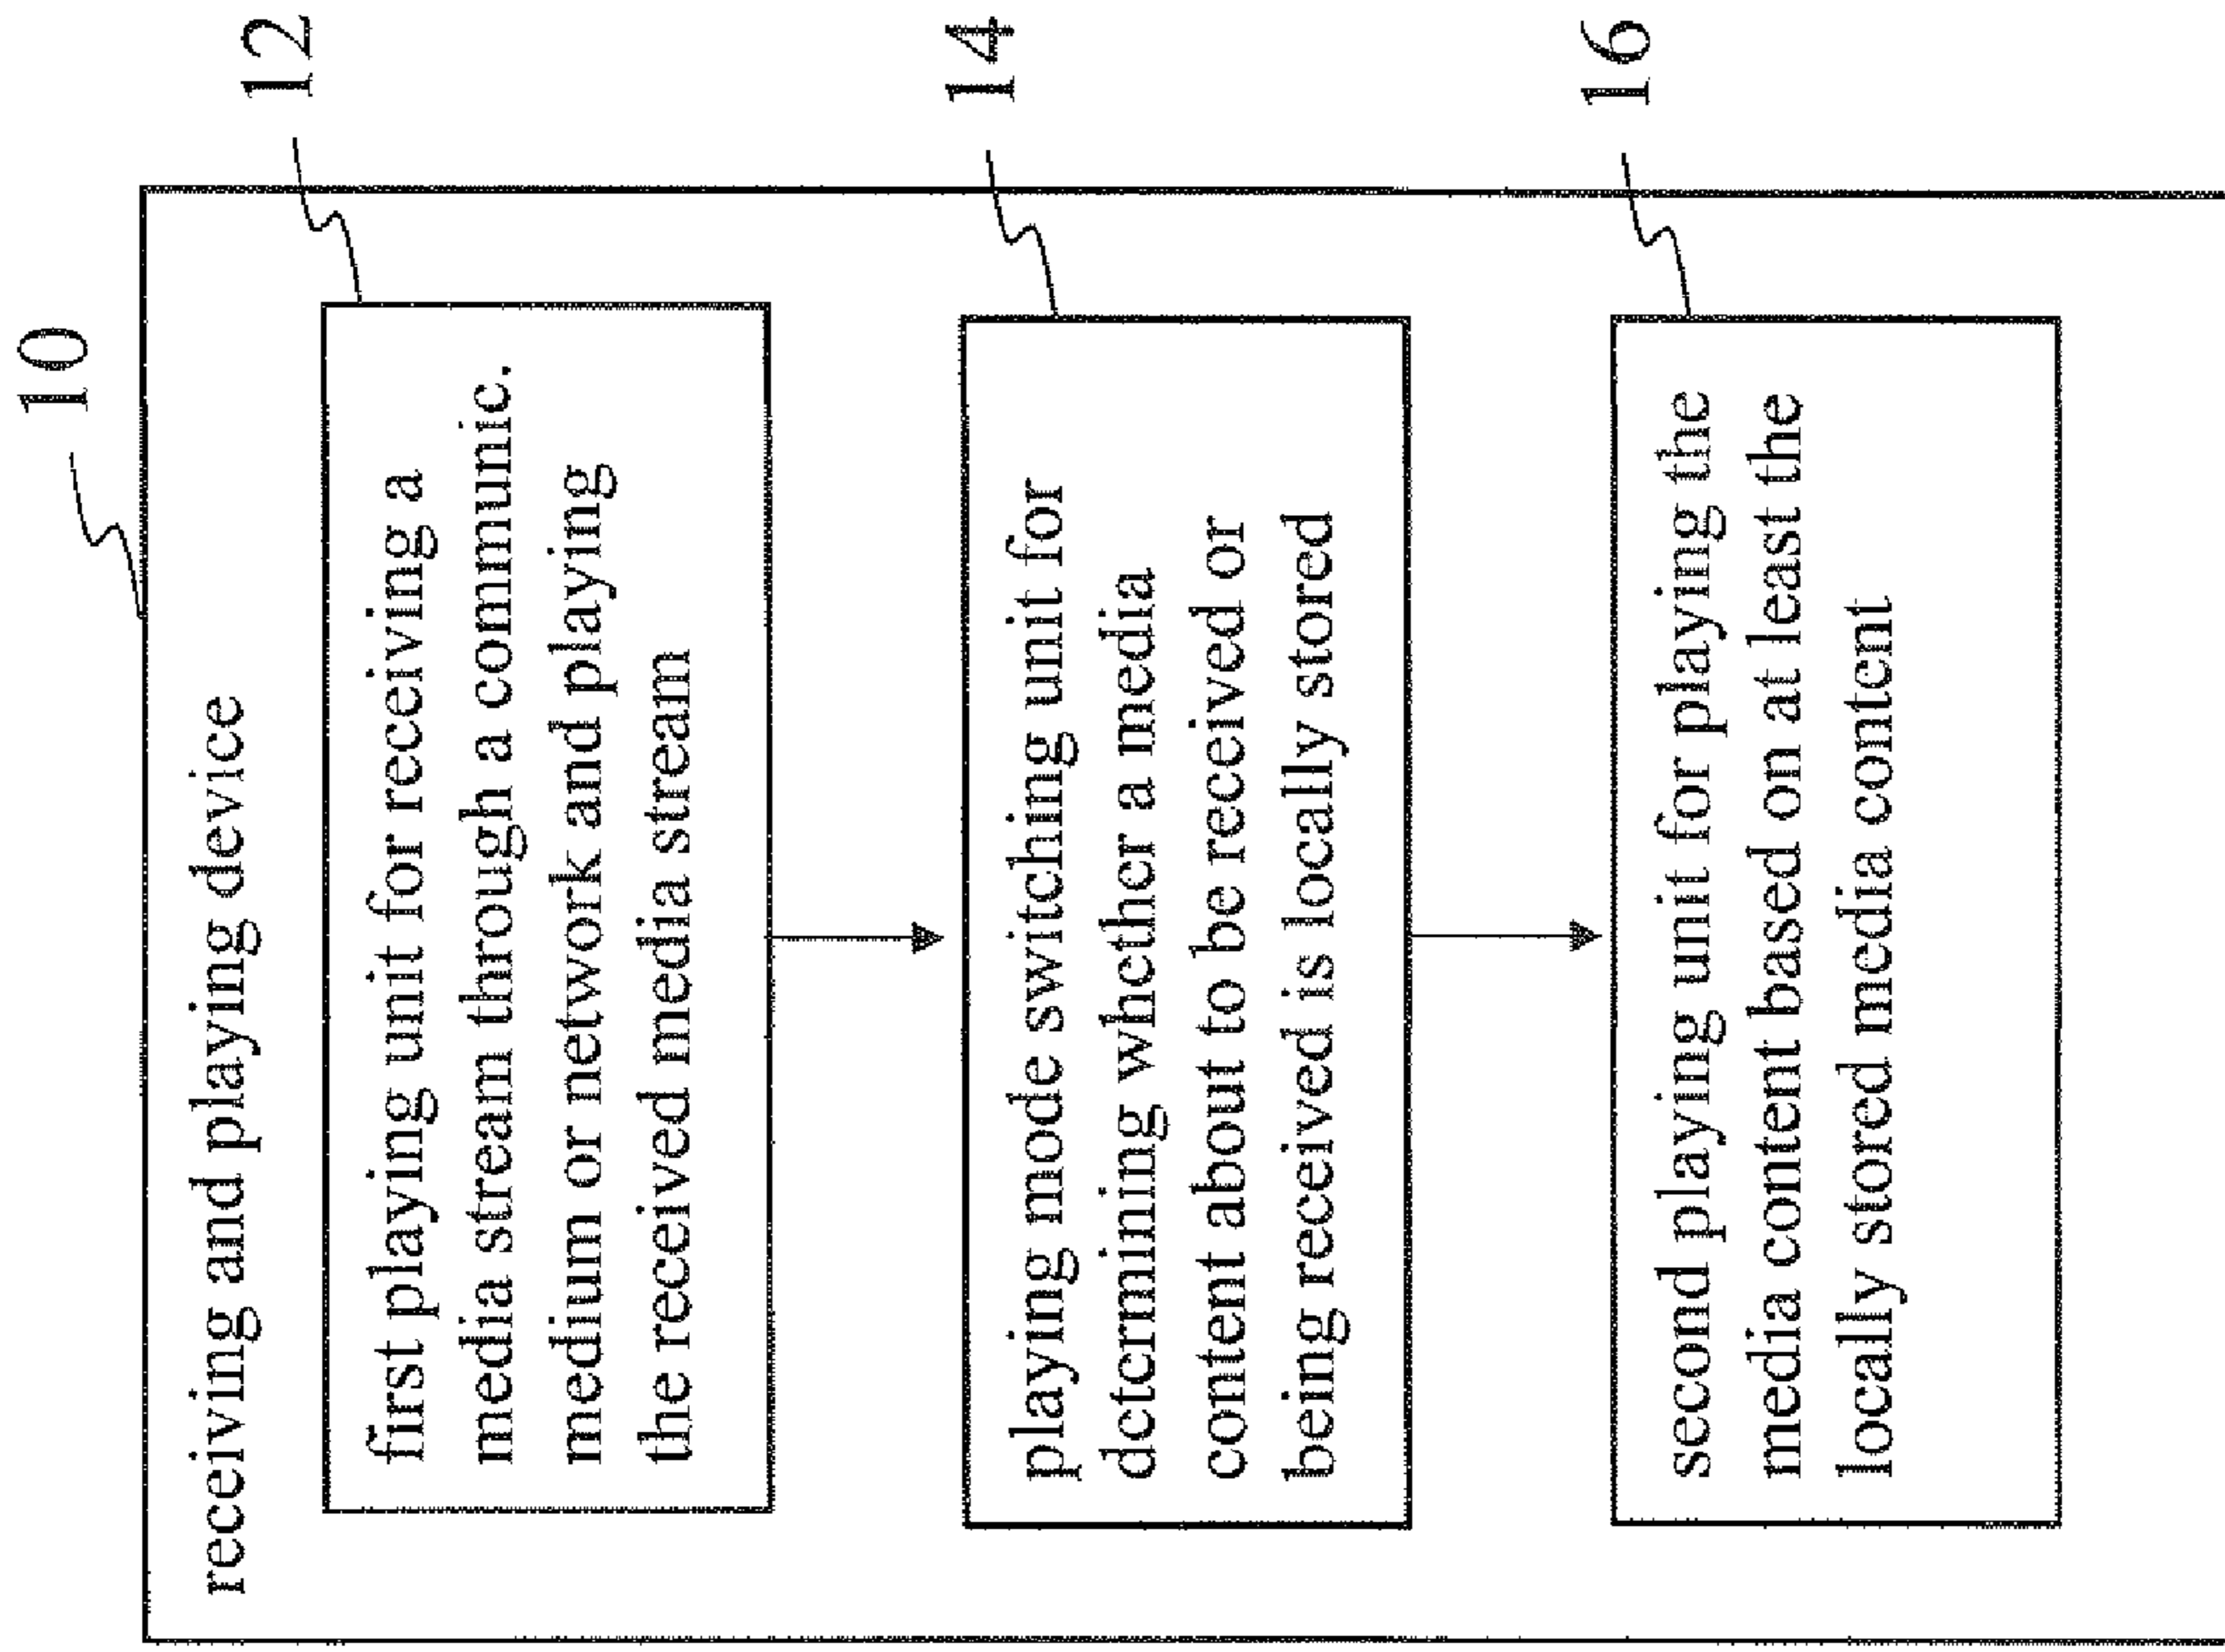 10
receiving and playing device
12
first playing unit for receiving a
media stream through a communic.
medium or network and playing
the received media stream
14
playing mode switching unit for
determining whether a media
content about to be received or
being received is locally stored
16
second playing unit for playing the
media content based on at least the
locally stored media content